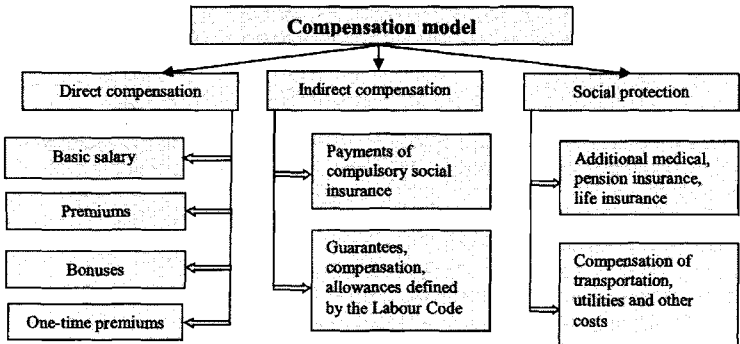 Compensation model
Direct compensation
Indirect compensation
Social protection
Basic salary
Premiums
Bonuses
One-time premiums
Payments of
compulsory social
insurance
Guarantees,
compensation,
allowances defined
by the Labour Code
Additional medical,
pension insurance,
life insurance
Compensation of
transportation,
utilities and other
costs